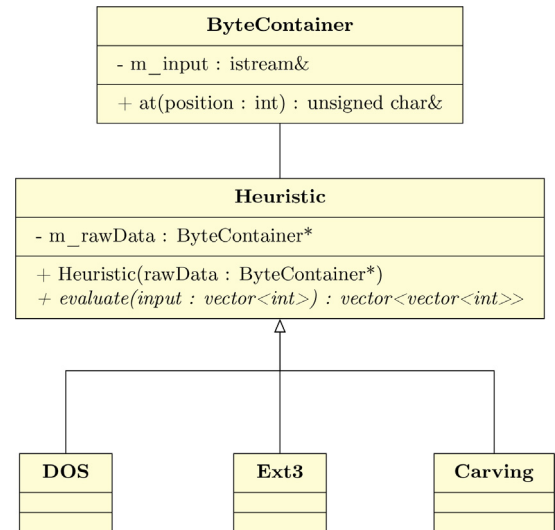 ByteContainer
- m_input : istream&
+ at(position : int) : unsigned char&
Heuristic
- m_rawData : ByteContainer*
+ Heuristic(rawData : ByteContainer*)
+ evaluate(input : vector<int>) : vector<vector<int>>
DOS
Ext3
Carving